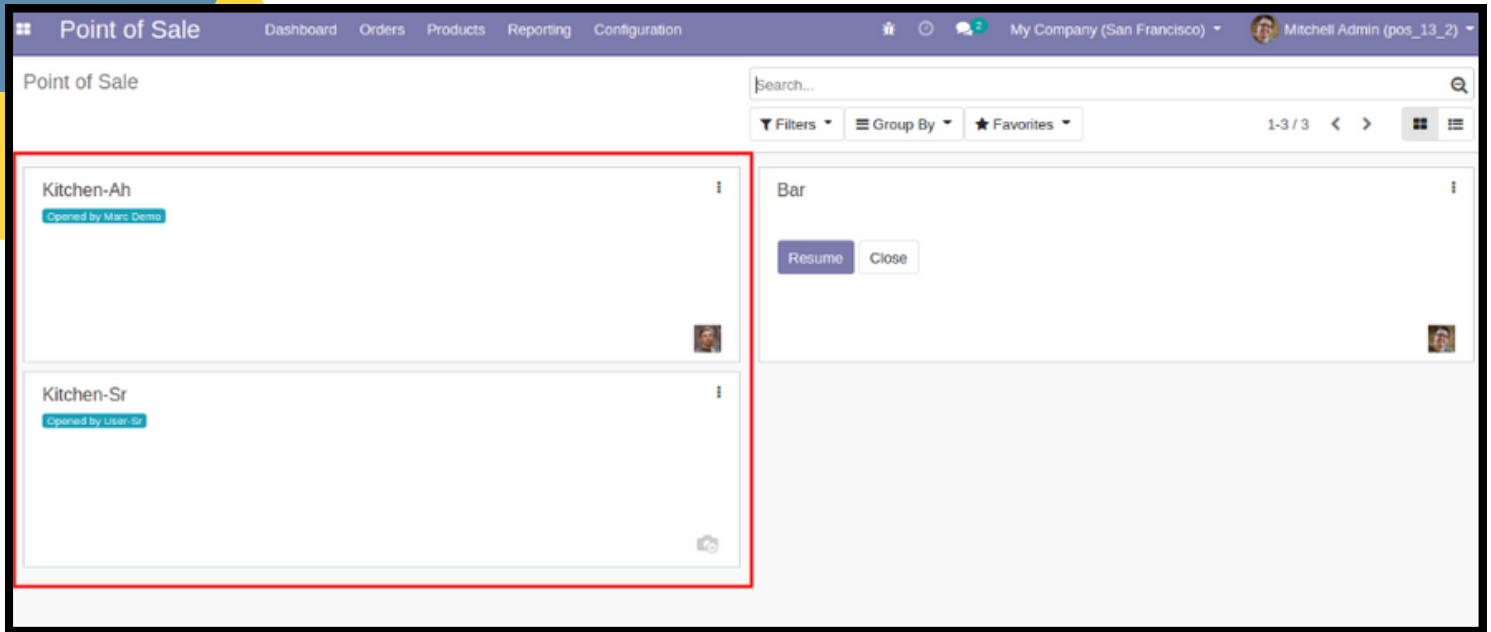 Point of Sale Dashboard Orders Products Reporting Configuration 2 My Company (San Francisco) Mitchell Admin (pos_13_2)
Point of Sale
Search...
Filters Group By Favorites 1-3 / 3
Kitchen-Ah
Opened by Marc Demo
Bar
Resume Close
Kitchen-Sr
Opened by User-Sr